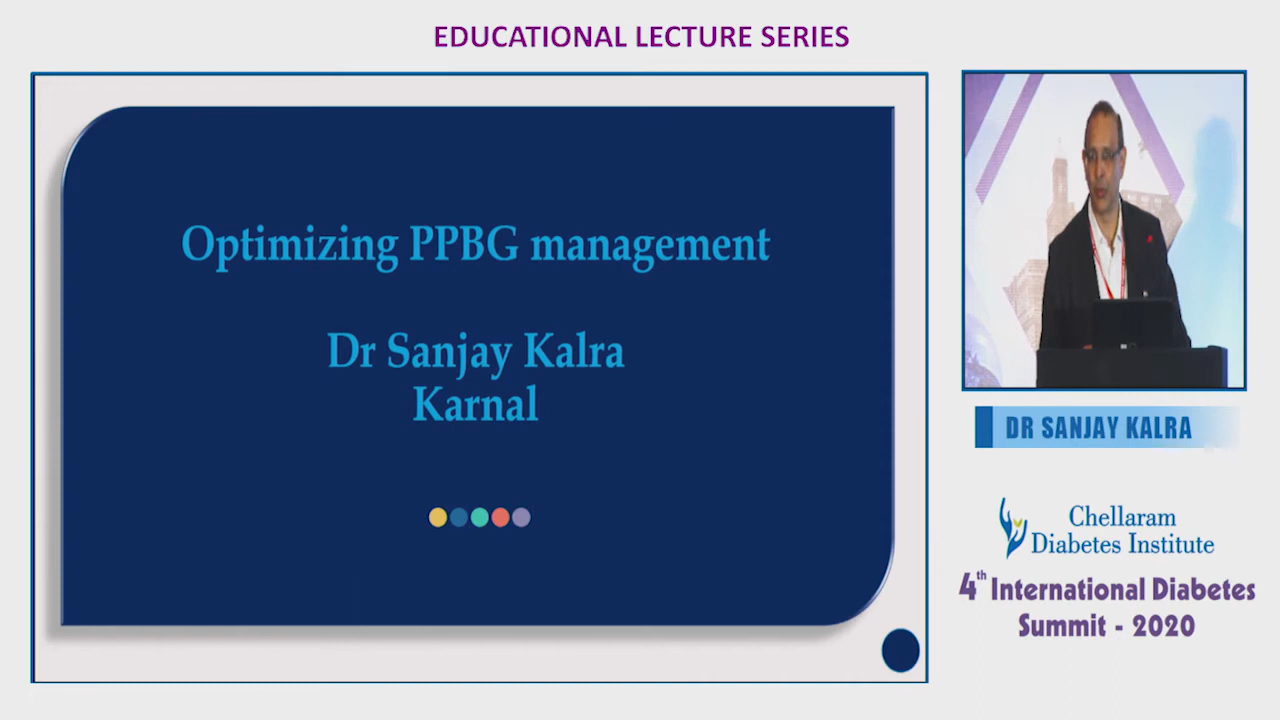 EDUCATIONAL LECTURE SERIES
Optimizing PPBG management
Dr Sanjay Kalra
Karnal
DR SANJAY KALRA
Chellaram
Diabetes Institute
4th International Diabetes
Summit - 2020